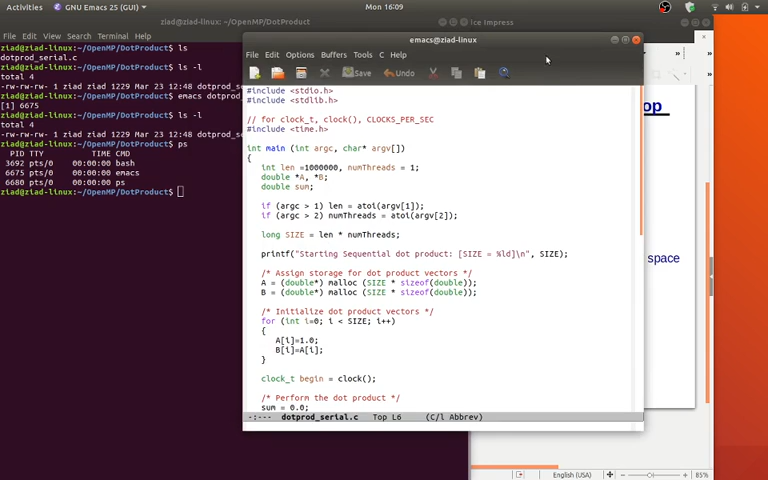 Activities GNU Emacs 25 (GUI) Mon 16:09
ziad@ziad-linux: ~/OpenMP/DotProduct
File Edit View Search Terminal Help
ziad@ziad-linux:~/OpenMP/DotProduct$ ls
dotprod_serial.c
ziad@ziad-linux:~/OpenMP/DotProduct$ ls -l
total 4
-rw-rw-r-- 1 ziad ziad 1229 Mar 23 12:48 dotprod_s
ziad@ziad-linux:~/OpenMP/DotProduct$ emacs dotprod_
[1] 6675
ziad@ziad-linux:~/OpenMP/DotProduct$ ls -l
total 4
-rw-rw-r-- 1 ziad ziad 1229 Mar 23 12:48 dotprod_s
ziad@ziad-linux:~/OpenMP/DotProduct$ ps
PID TTY TIME CMD
3692 pts/0 00:00:00 bash
6675 pts/0 00:00:00 emacs
6680 pts/0 00:00:00 ps
ziad@ziad-linux:~/OpenMP/DotProduct$
ice Impress
emacs@ziad-linux
File Edit Options Buffers Tools C Help
Save Undo
#include <stdio.h>
#include <stdlib.h>
// for clock_t, clock(), CLOCKS_PER_SEC
#include <time.h>
int main (int argc, char* argv[])
{
int len =1000000, numThreads = 1;
double *A, *B;
double sum;
if (argc > 1) len = atoi(argv[1]);
if (argc > 2) numThreads = atoi(argv[2]);
long SIZE = len * numThreads;
printf("Starting Sequential dot product: [SIZE = %ld]\n", SIZE);
/* Assign storage for dot product vectors */
A = (double*) malloc (SIZE * sizeof(double));
B = (double*) malloc (SIZE * sizeof(double));
/* Initialize dot product vectors */
for (int i=0; i < SIZE; i++)
{
A[i]=1.0;
B[i]=A[i];
}
clock_t begin = clock();
/* Perform the dot product */
sum = 0.0;
-:--- dotprod_serial.c Top L6 (C/l Abbrev)
op
space
English (USA) 85%